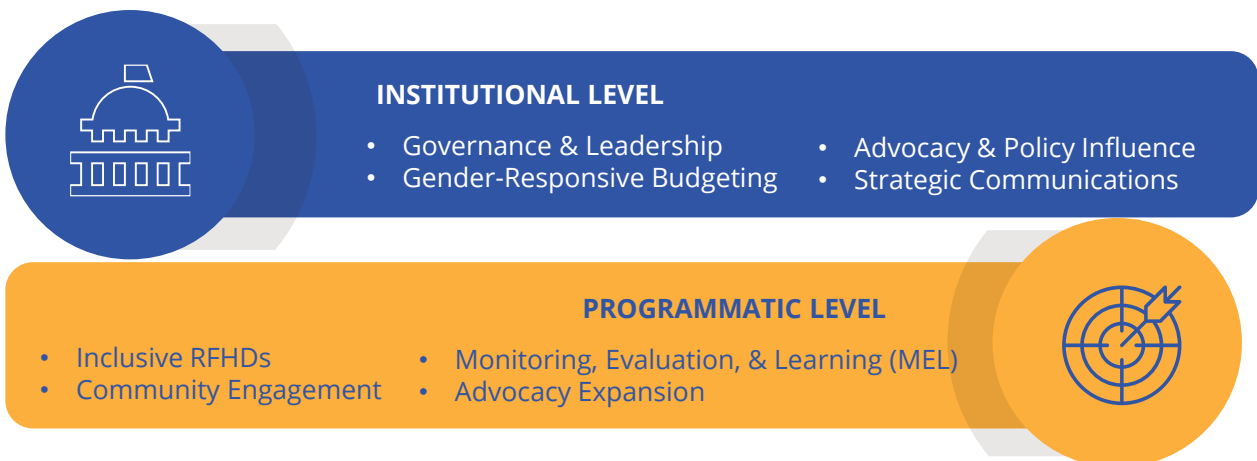 INSTITUTIONAL LEVEL
• Governance & Leadership
• Gender-Responsive Budgeting
• Advocacy & Policy Influence
• Strategic Communications
PROGRAMMATIC LEVEL
• Inclusive RFHDs
• Community Engagement
• Monitoring, Evaluation, & Learning (MEL)
• Advocacy Expansion